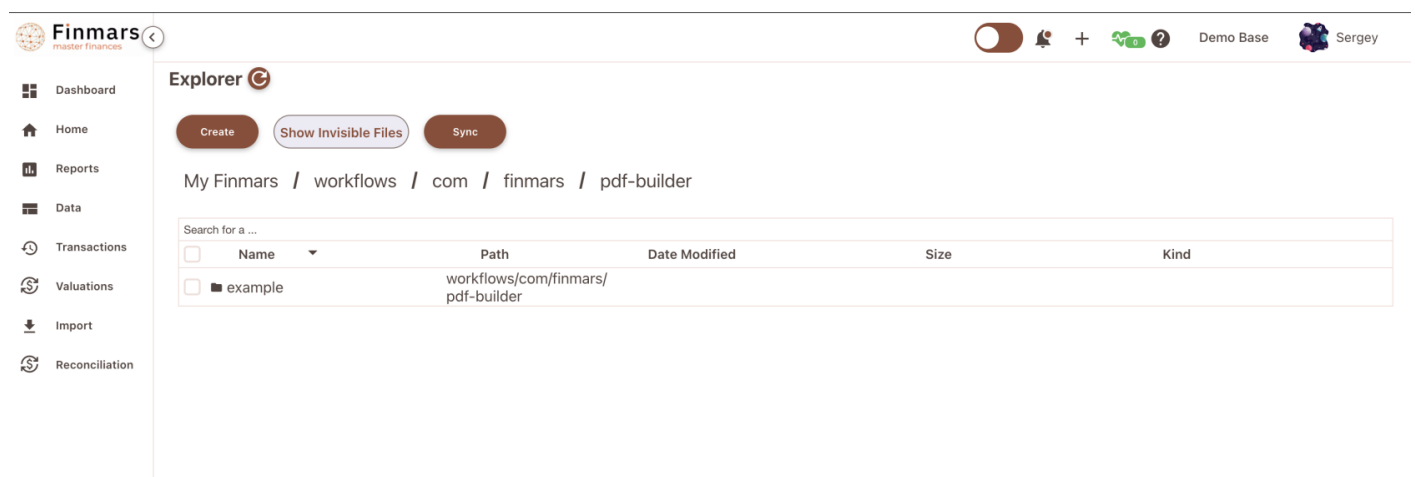 Finmars
master finances
0
Demo Base
Sergey
Dashboard
Home
Reports
Data
Transactions
Valuations
Import
Reconciliation
Explorer
Create
Show Invisible Files
Sync
My Finmars / workflows / com / finmars / pdf-builder
Search for a ...
Name Path Date Modified Size Kind
example workflows/com/finmars/
pdf-builder